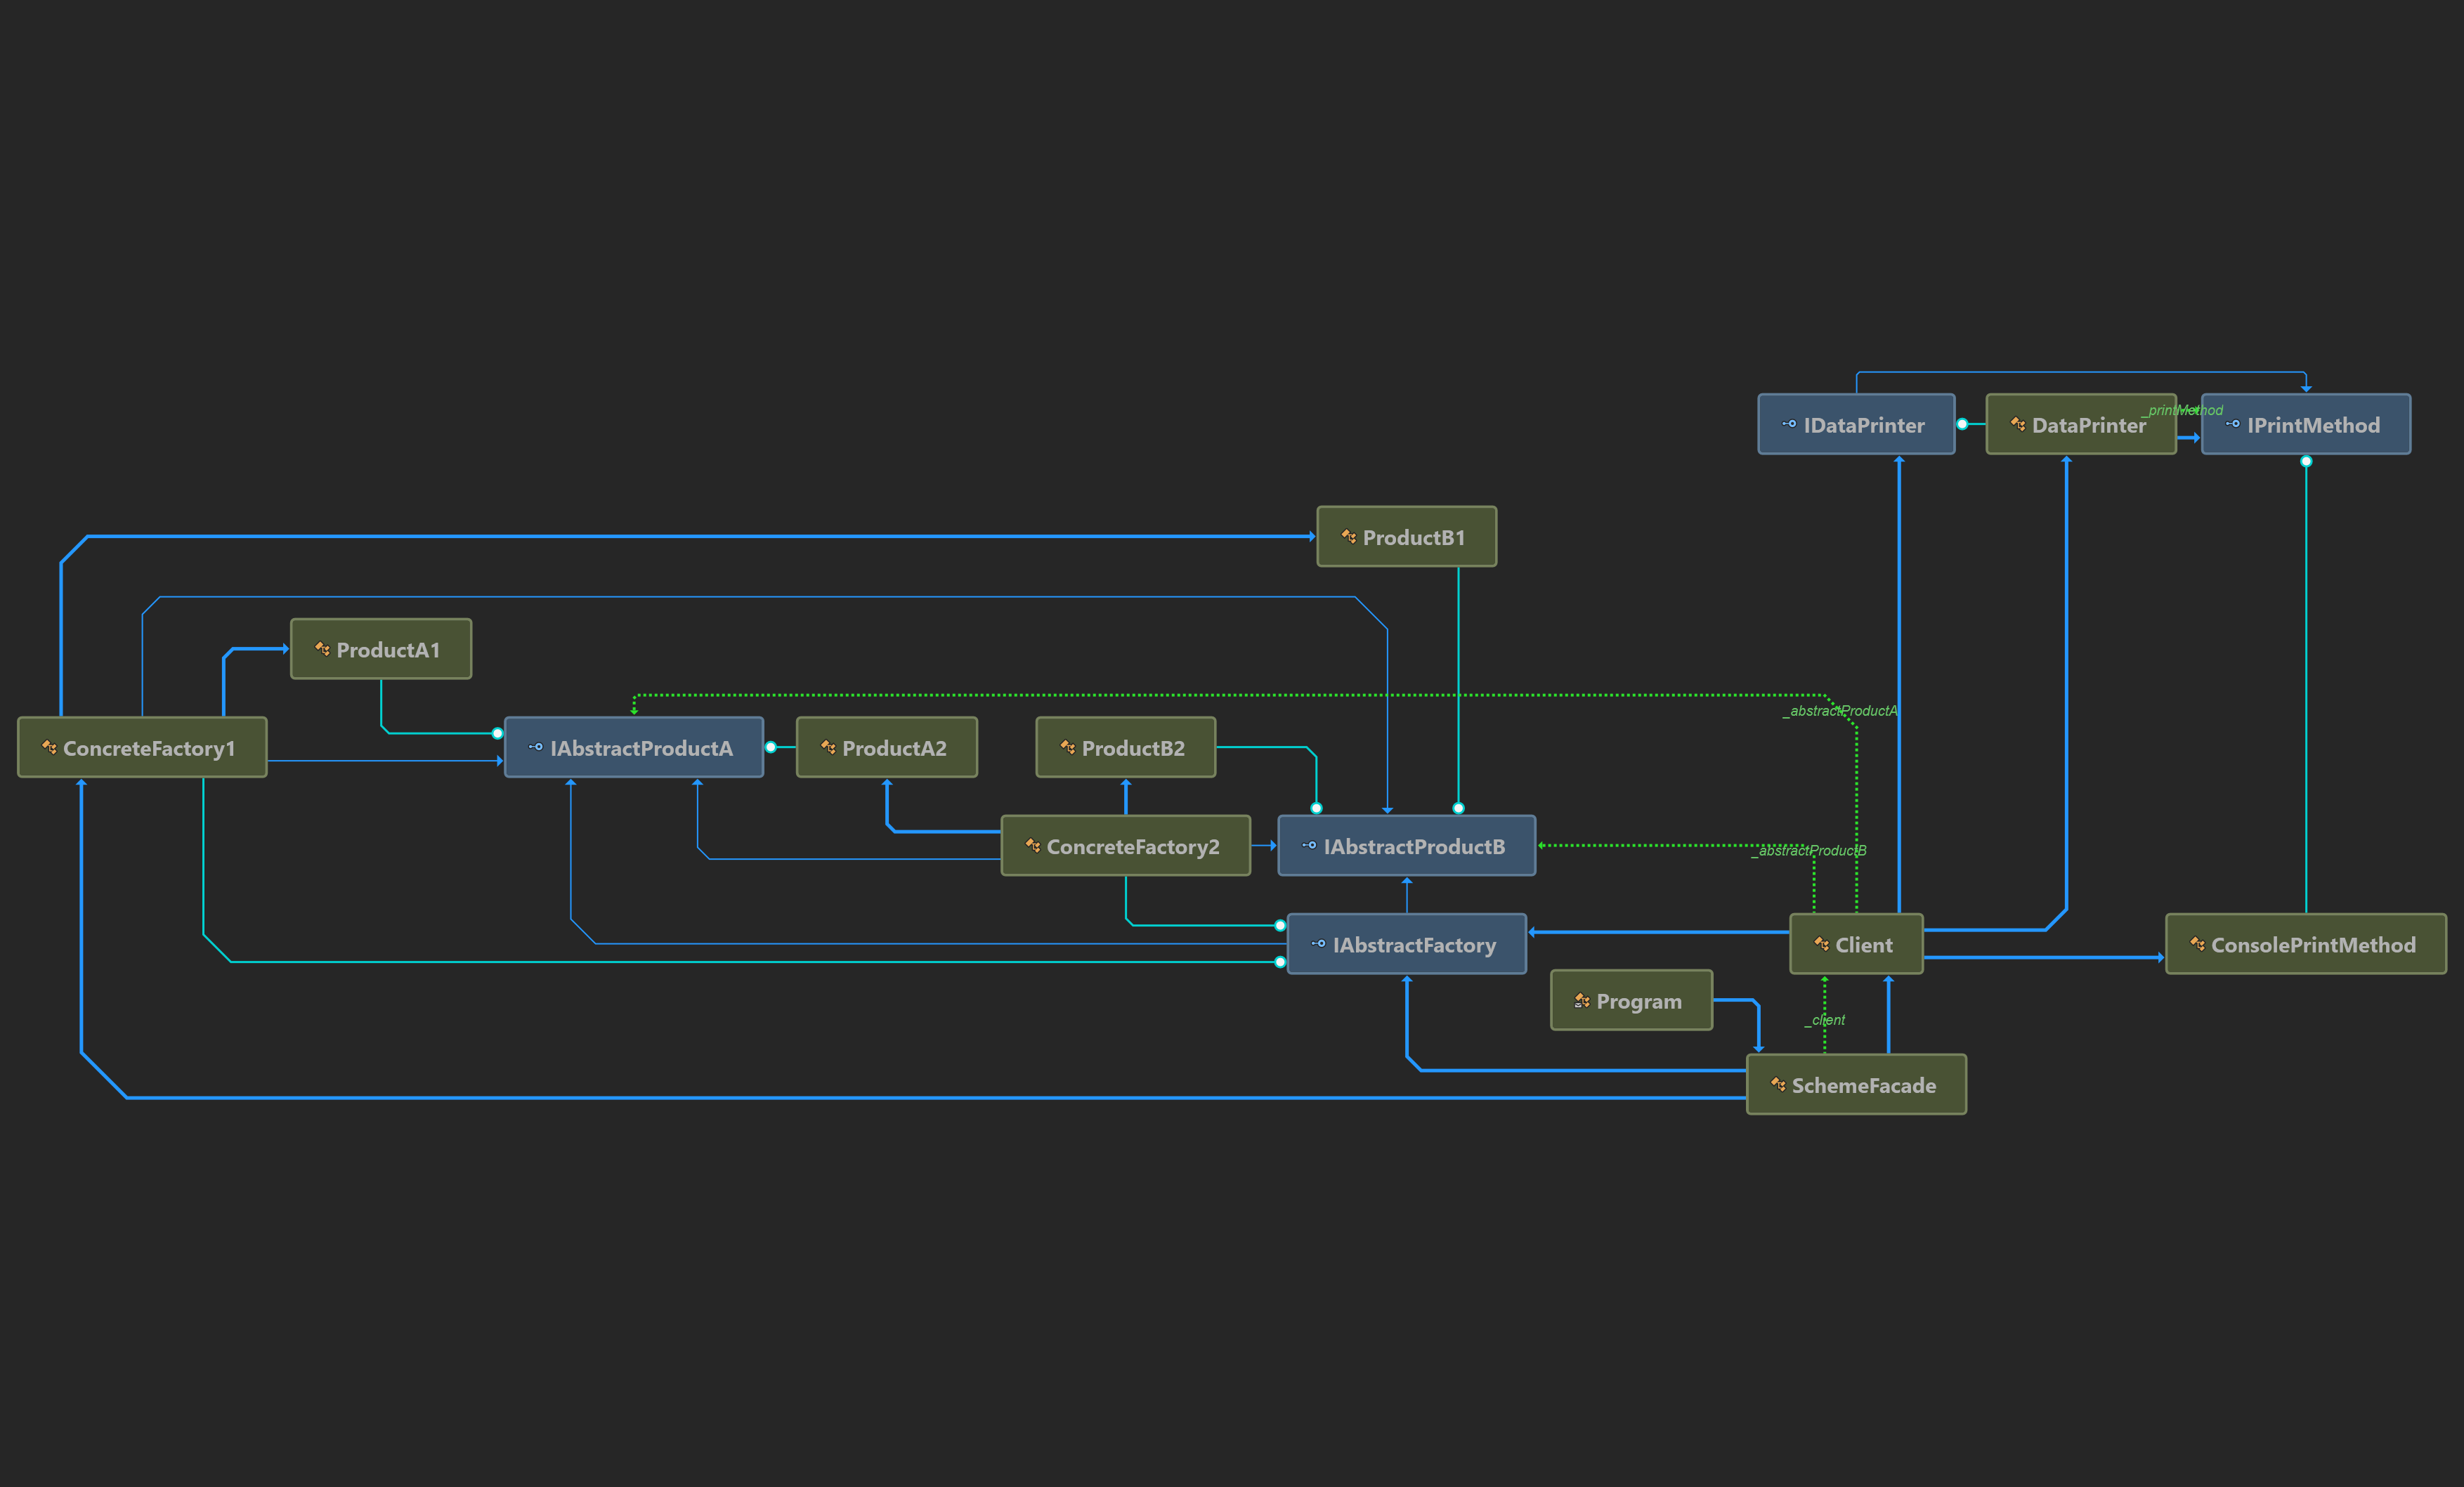 _printMethod
IDataPrinter
DataPrinter
IPrintMethod
ProductB1
ProductA1
_abstractProductA
ConcreteFactory1
IAbstractProductA
ProductA2
ProductB2
ConcreteFactory2
IAbstractProductB
_abstractProductB
IAbstractFactory
Client
ConsolePrintMethod
Program
_client
SchemeFacade